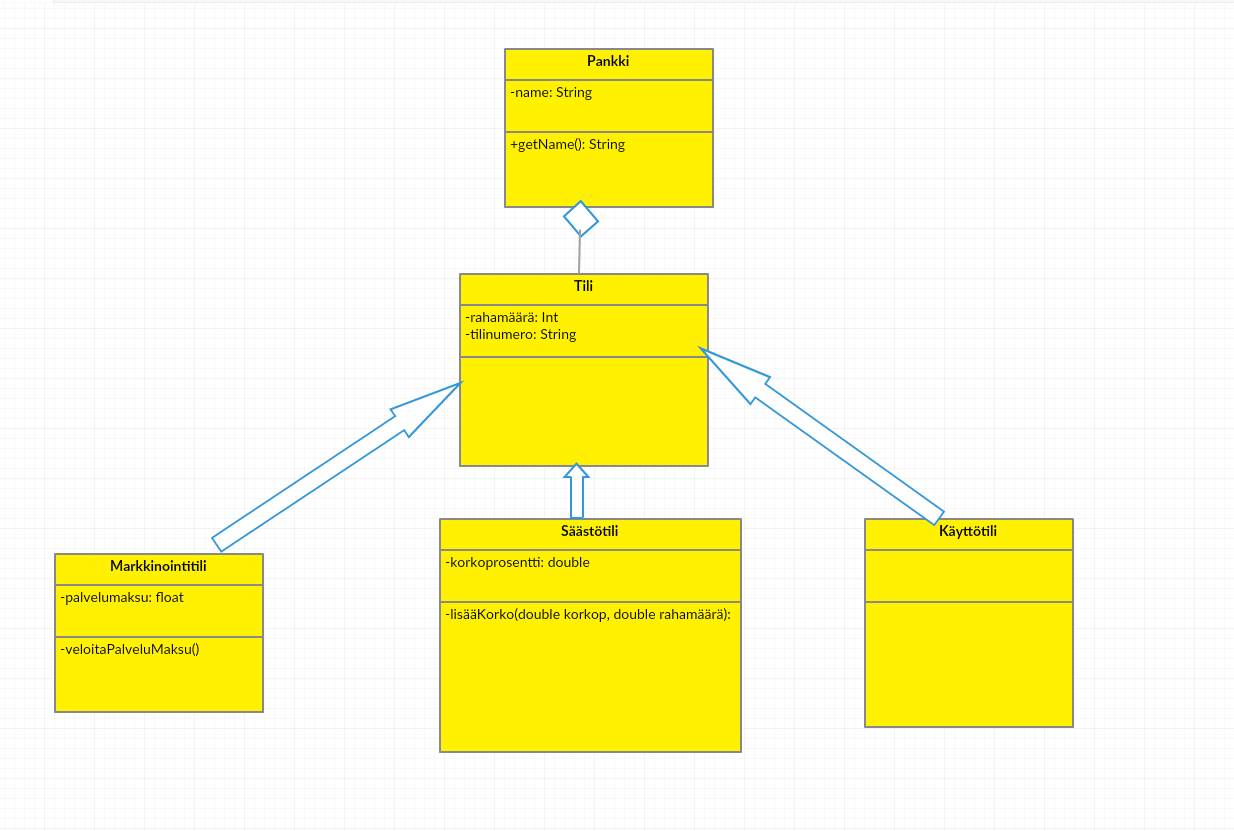 Pankki
-name: String
+getName(): String
Tili
-rahamäärä: Int
-tilinumero: String
Markkinointitili
-palvelumaksu: float
-veloitaPalveluMaksu()
Säästötili
-korkoprosentti: double
-lisääKorko(double korkop, double rahamäärä):
Käyttötili